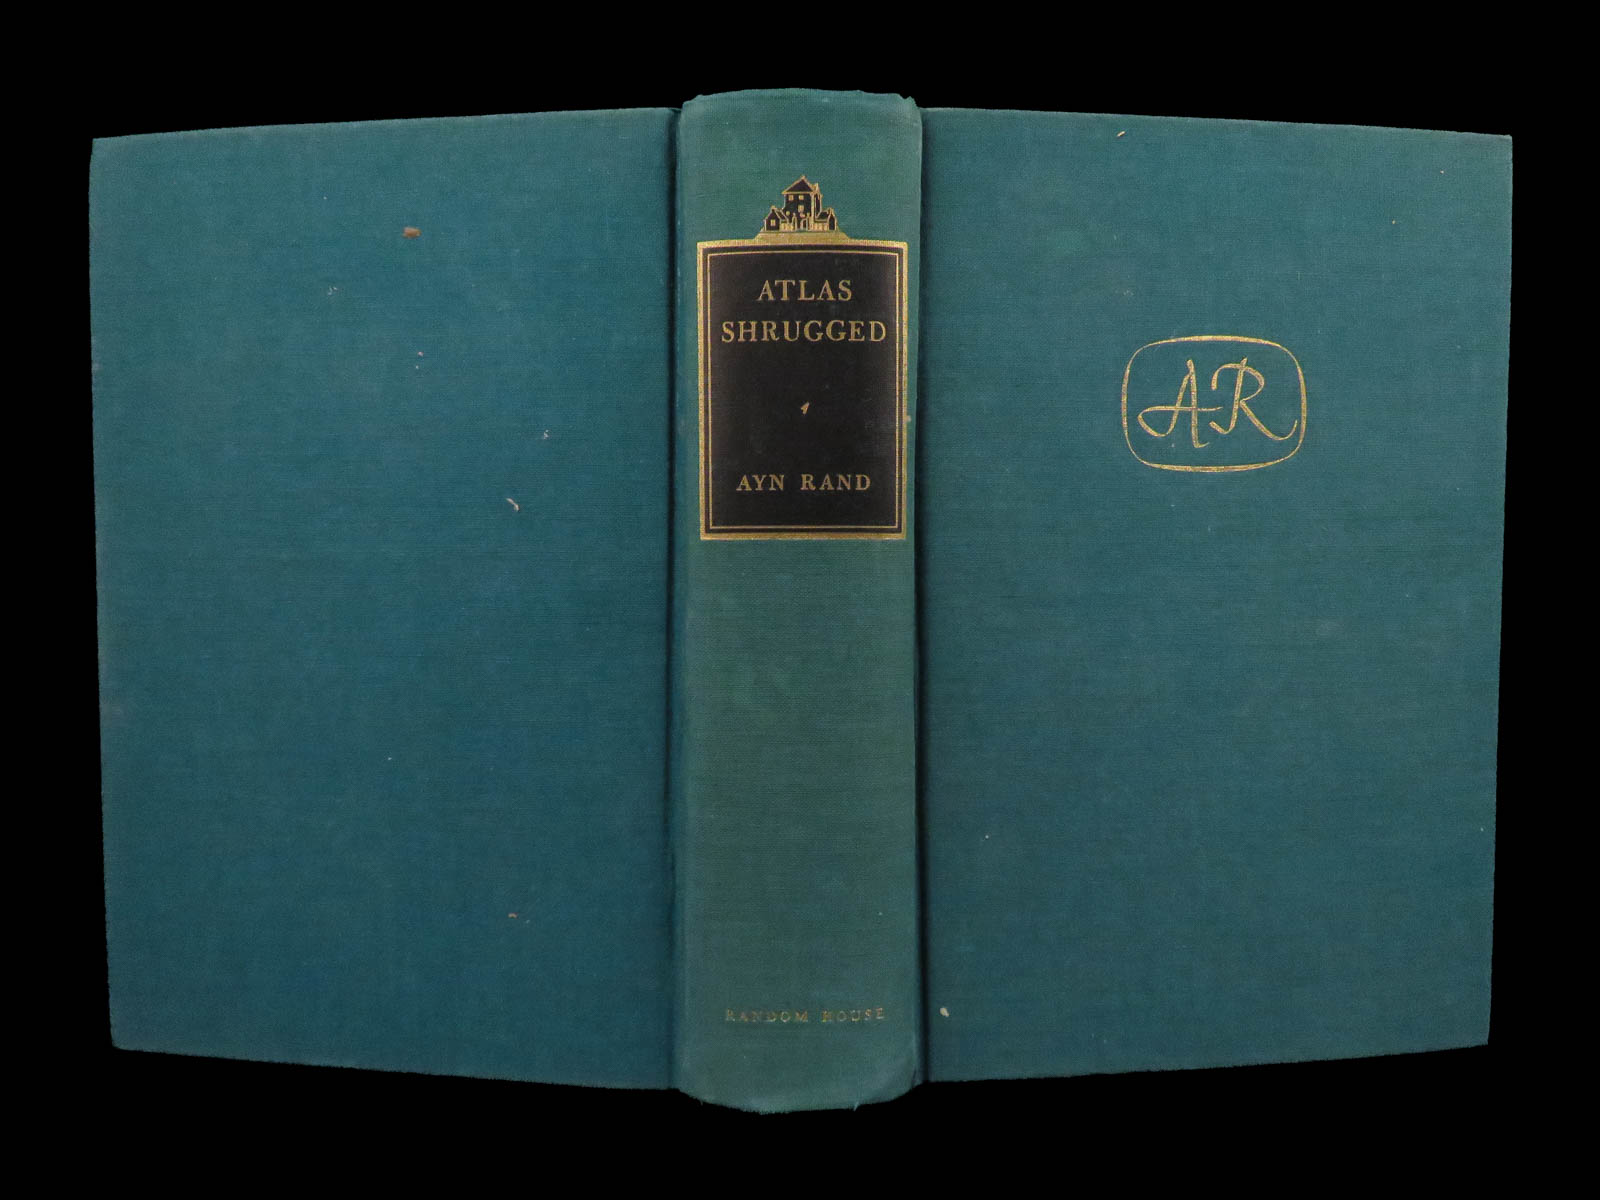 ATLAS
SHRUGGED
AYN RAND
RANDOM HOUSE
AR